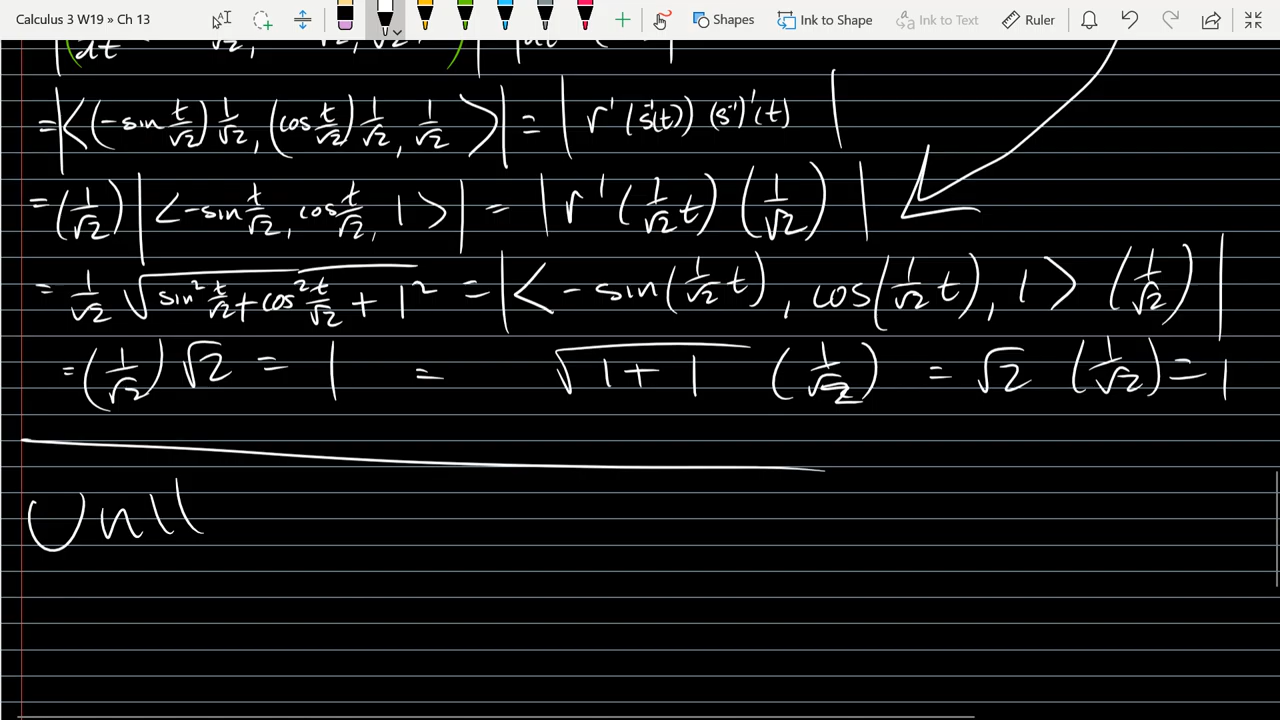 Calculus 3 W19 » Ch 13
Shapes Ink to Shape Ink to Text Ruler
= |<(-sin t/√2) 1/√2, (cos t/√2) 1/√2, 1/√2>| = |r'(s⁻¹(t)) (s⁻¹)'(t)|
= (1/√2) |<-sin t/√2, cos t/√2, 1>| = |r'(1/√2 t) (1/√2)|
= 1/√2 √(sin² t/√2 + cos² t/√2 + 1²) = |<-sin(1/√2 t), cos(1/√2 t), 1> (1/√2)|
= (1/√2) √2 = 1 = √(1+1) (1/√2) = √2 (1/√2) = 1